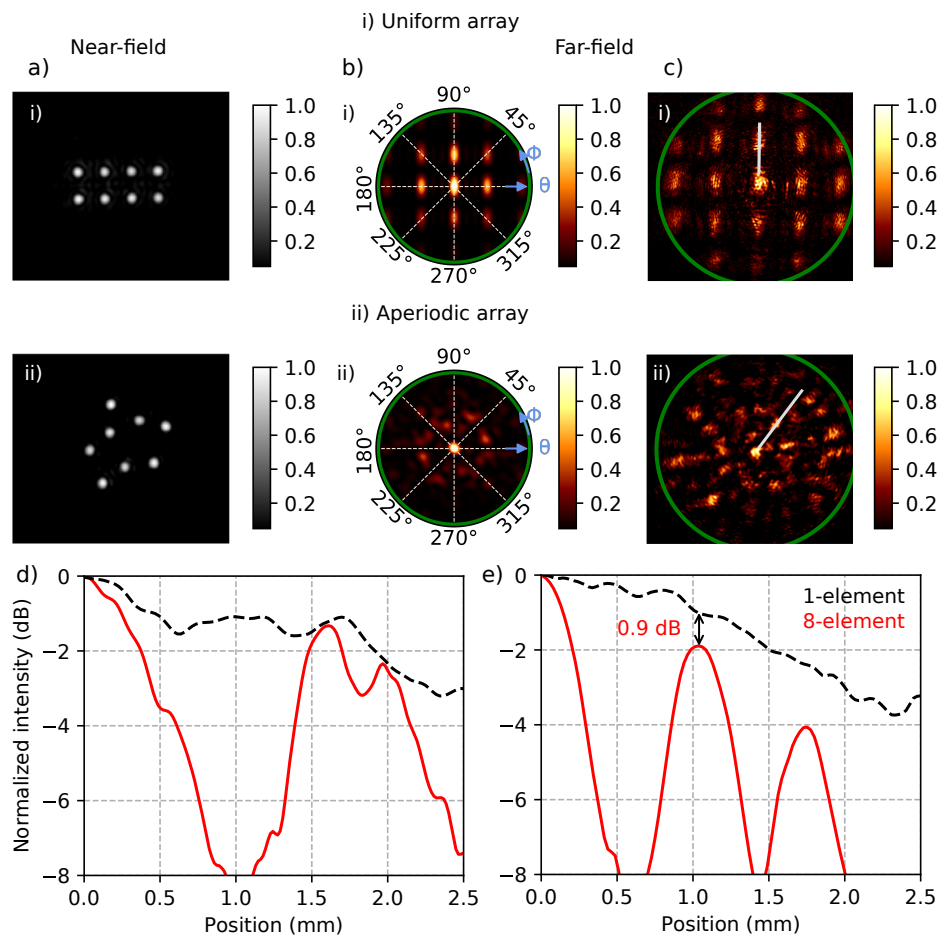 i) Uniform array
Near-field
Far-field
a)
b)
c)
i)
1.0
0.8
0.6
0.4
0.2
i)
90°
45°
135°
180°
225°
270°
315°
Φ
θ
1.0
0.8
0.6
0.4
0.2
i)
1.0
0.8
0.6
0.4
0.2
ii) Aperiodic array
ii)
1.0
0.8
0.6
0.4
0.2
ii)
90°
45°
135°
180°
225°
270°
315°
Φ
θ
1.0
0.8
0.6
0.4
0.2
ii)
1.0
0.8
0.6
0.4
0.2
d)
Normalized intensity (dB)
0
−2
−4
−6
−8
0.0 0.5 1.0 1.5 2.0 2.5
Position (mm)
e)
1-element
8-element
0.9 dB
0
−2
−4
−6
−8
0.0 0.5 1.0 1.5 2.0 2.5
Position (mm)